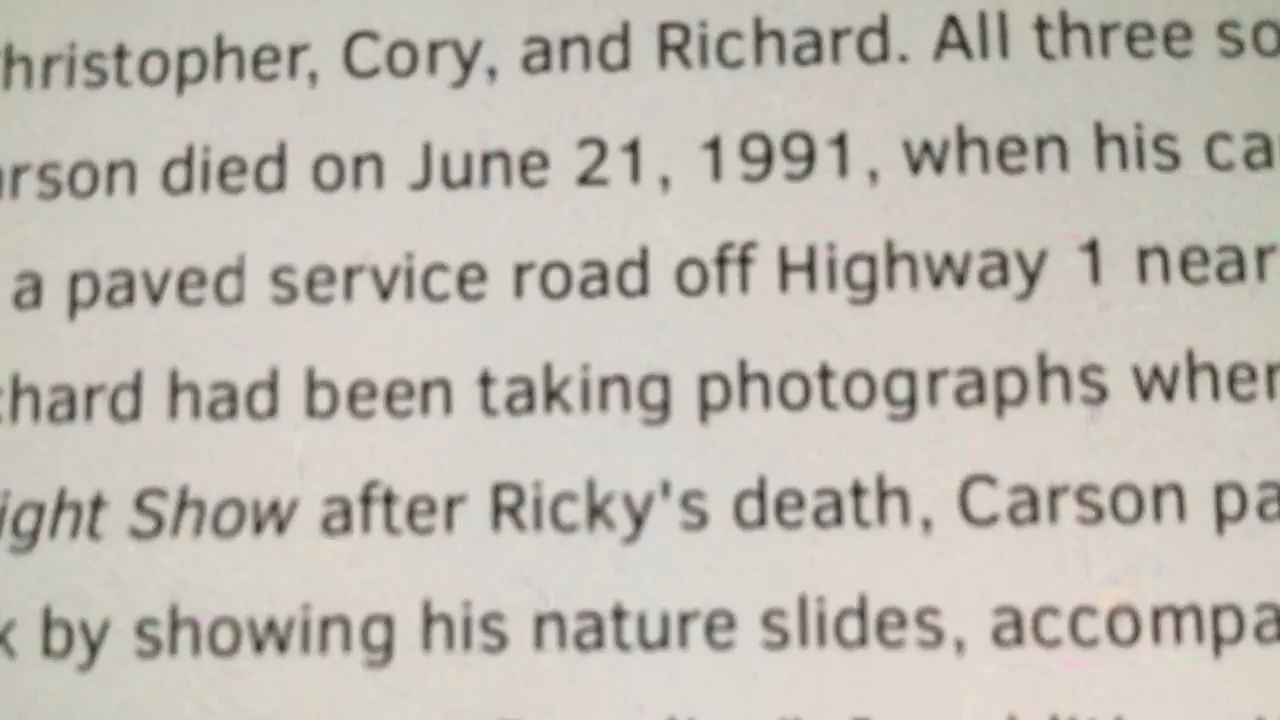 hristopher, Cory, and Richard. All three so
arson died on June 21, 1991, when his ca
a paved service road off Highway 1 near
chard had been taking photographs when
ight Show after Ricky's death, Carson pa
k by showing his nature slides, accompa